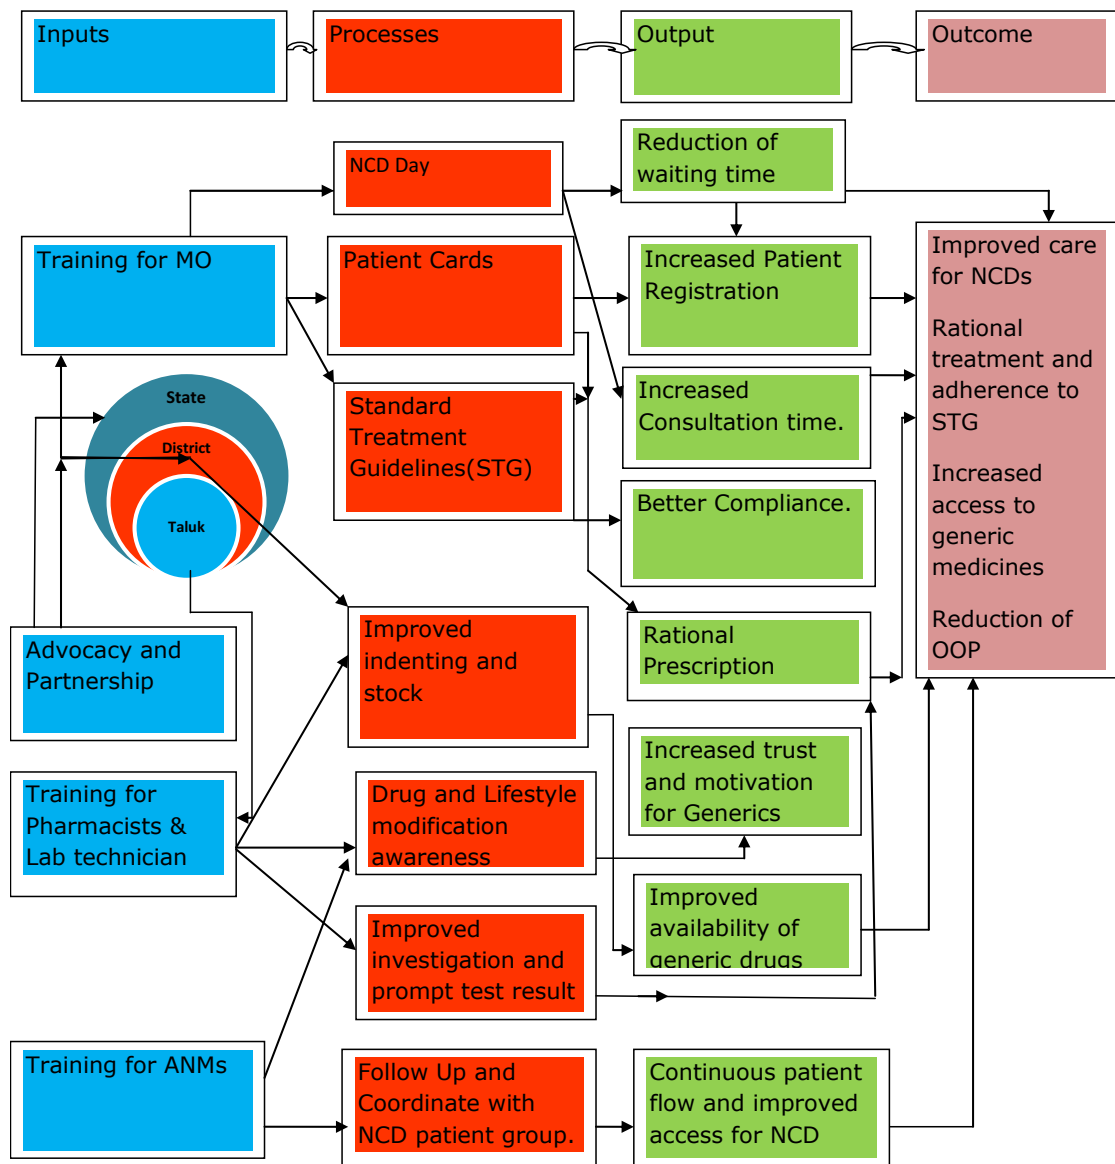 Inputs
Processes
Output
Outcome
NCD Day
Reduction of
waiting time
Training for MO
Patient Cards
Increased Patient
Registration
Improved care
for NCDs
Rational
treatment and
adherence to
STG
Increased
access to
generic
medicines
Reduction of
OOP
State
District
Taluk
Standard
Treatment
Guidelines(STG)
Increased
Consultation time.
Better Compliance.
Advocacy and
Partnership
Improved
indenting and
stock
Rational
Prescription
Training for
Pharmacists &
Lab technician
Drug and Lifestyle
modification
awareness
Increased trust
and motivation
for Generics
Improved
investigation and
prompt test result
Improved
availability of
generic drugs
Training for ANMs
Follow Up and
Coordinate with
NCD patient group.
Continuous patient
flow and improved
access for NCD